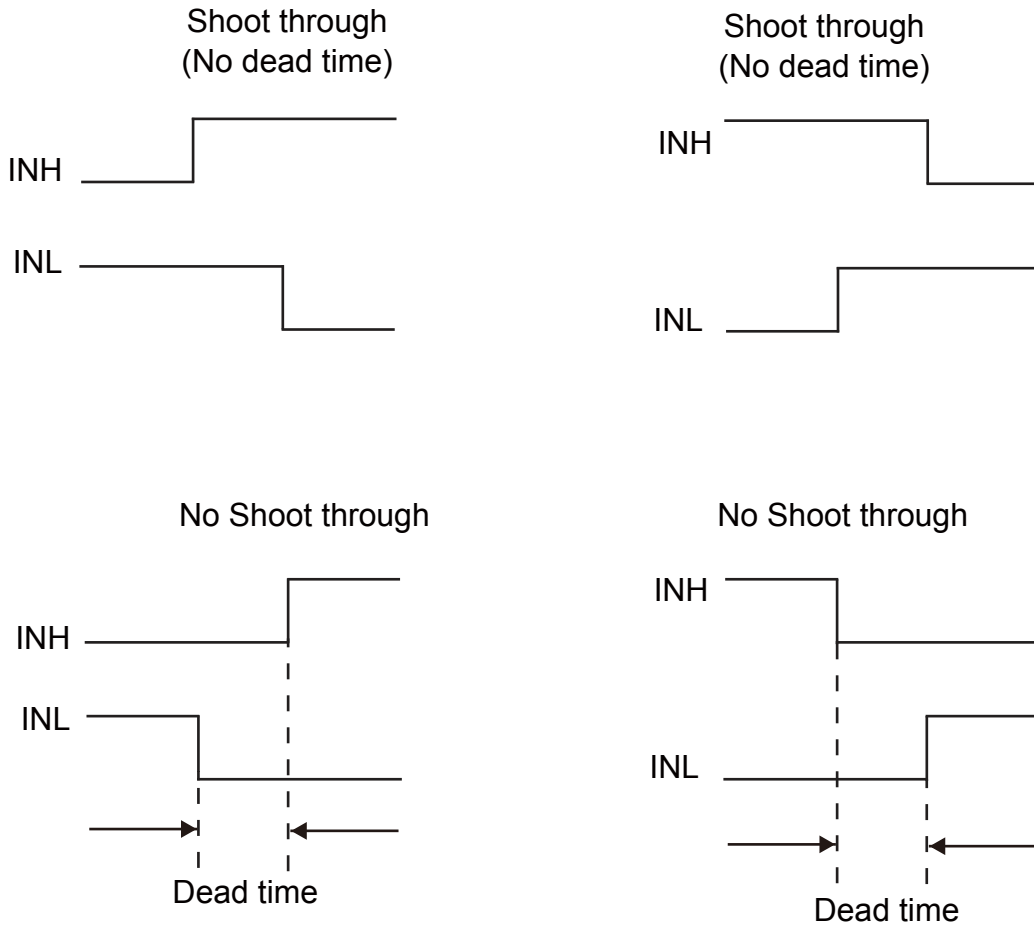 Shoot through
(No dead time)
INH
INL
Shoot through
(No dead time)
INH
INL
No Shoot through
INH
INL
Dead time
No Shoot through
INH
INL
Dead time